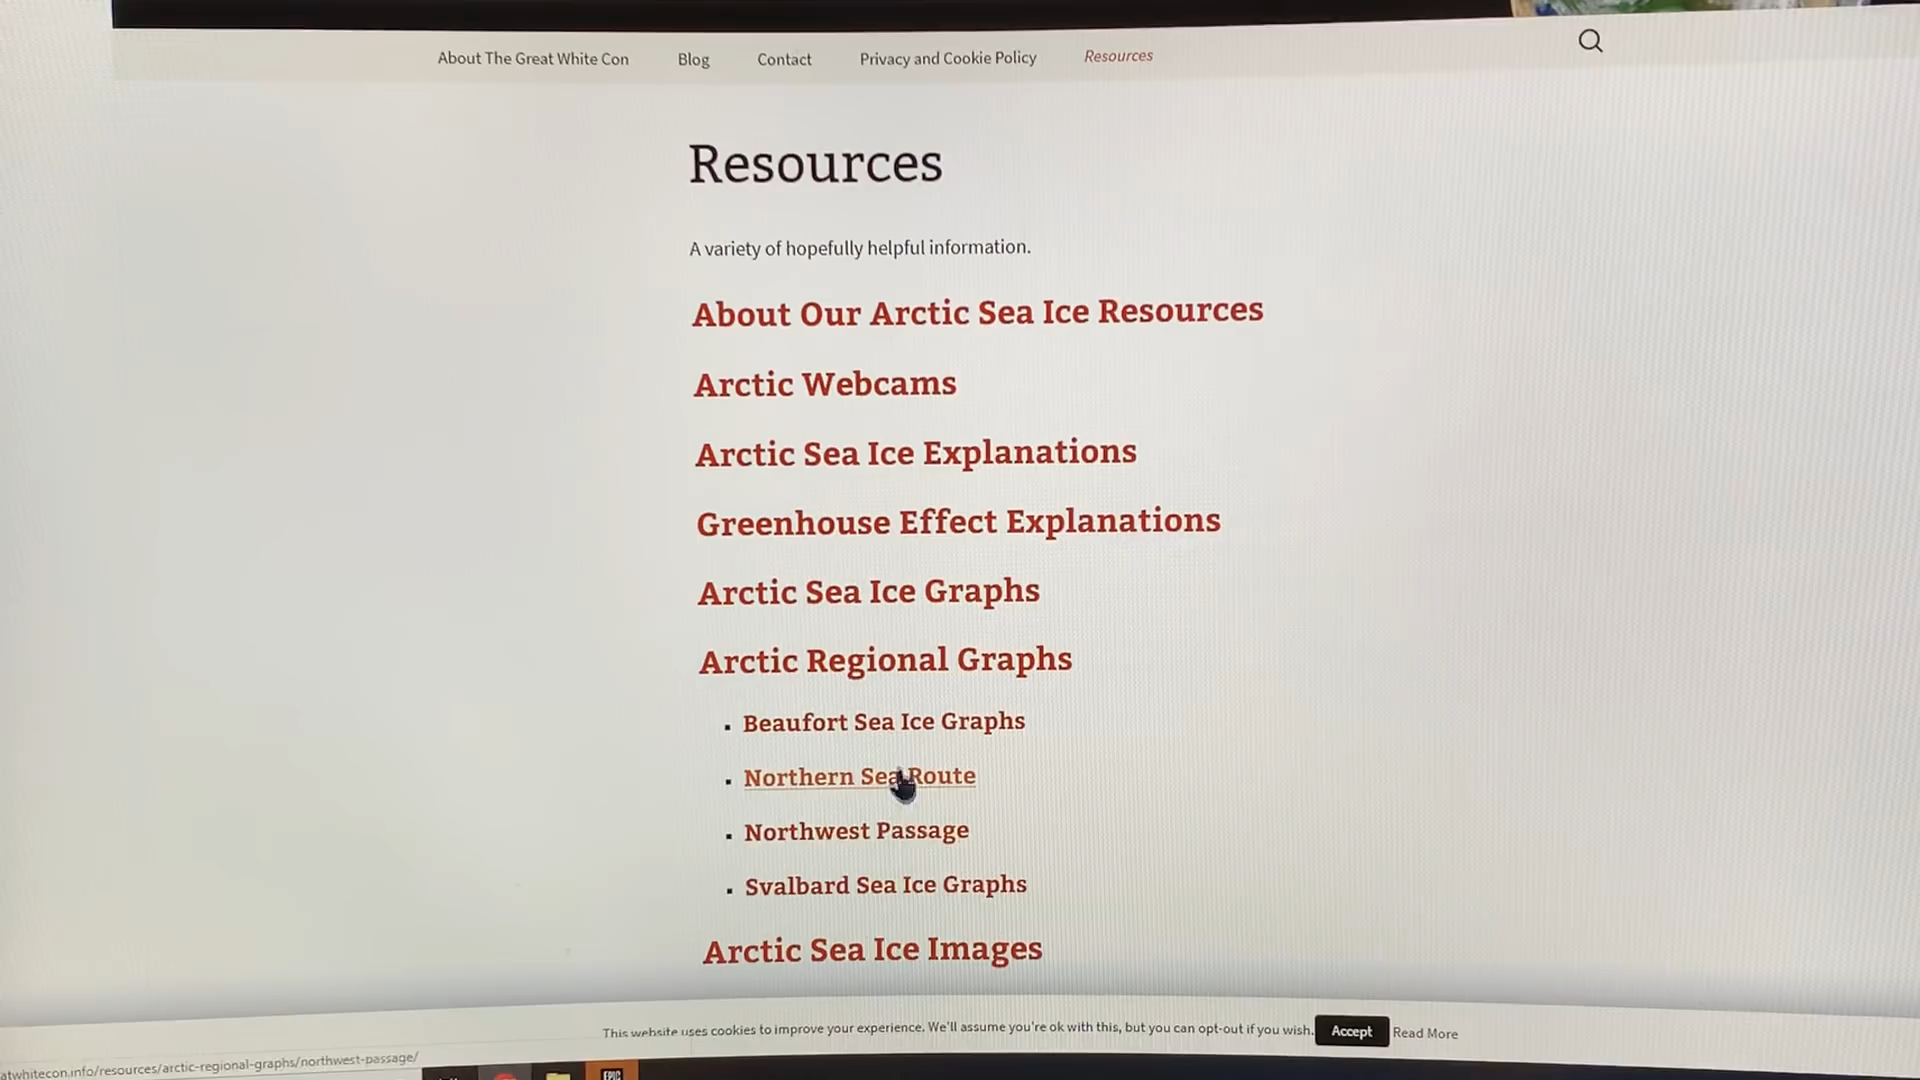 About The Great White Con Blog Contact Privacy and Cookie Policy Resources
Resources
A variety of hopefully helpful information.
About Our Arctic Sea Ice Resources
Arctic Webcams
Arctic Sea Ice Explanations
Greenhouse Effect Explanations
Arctic Sea Ice Graphs
Arctic Regional Graphs
Beaufort Sea Ice Graphs
Northern Sea Route
Northwest Passage
Svalbard Sea Ice Graphs
Arctic Sea Ice Images
This website uses cookies to improve your experience. We'll assume you're ok with this, but you can opt-out if you wish. Accept Read More
atwhitecon.info/resources/arctic-regional-graphs/northwest-passage/
EPIC